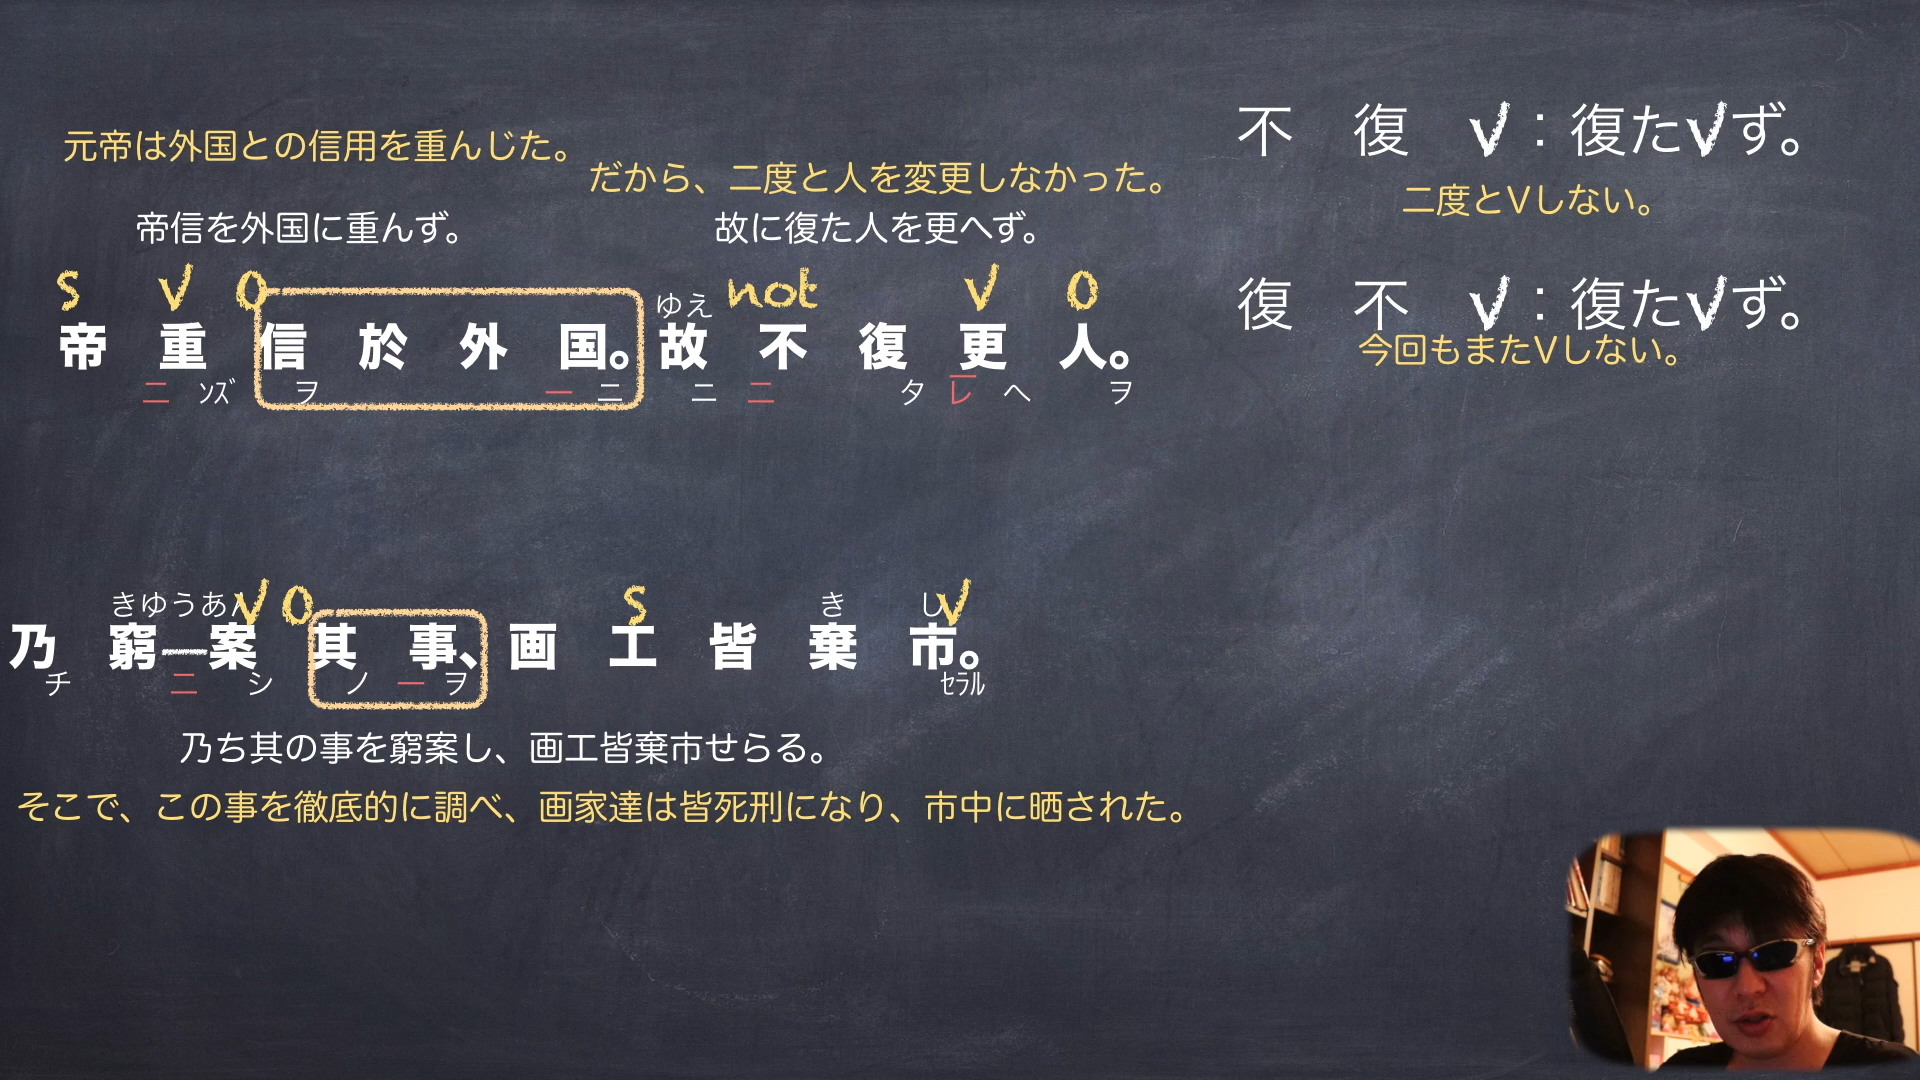 元帝は外国との信用を重んじた。
だから、二度と人を変更しなかった。
帝信を外国に重んず。
故に復た人を更へず。
S V O not V O
ゆえ
帝重信於外国。故不復更人。
二 ンズ ヲ 一 ニ ニ 二 タ 一レ ヘ ヲ
不 復 V:復たVず。
二度とVしない。
復 不 V:復たVず。
今回もまたVしない。
V O S V
きゆうあん き し
乃窮―案其事、画工皆棄市。
チ 二 シ ノ 一 ヲ セラル
乃ち其の事を窮案し、画工皆棄市せらる。
そこで、この事を徹底的に調べ、画家達は皆死刑になり、市中に晒された。